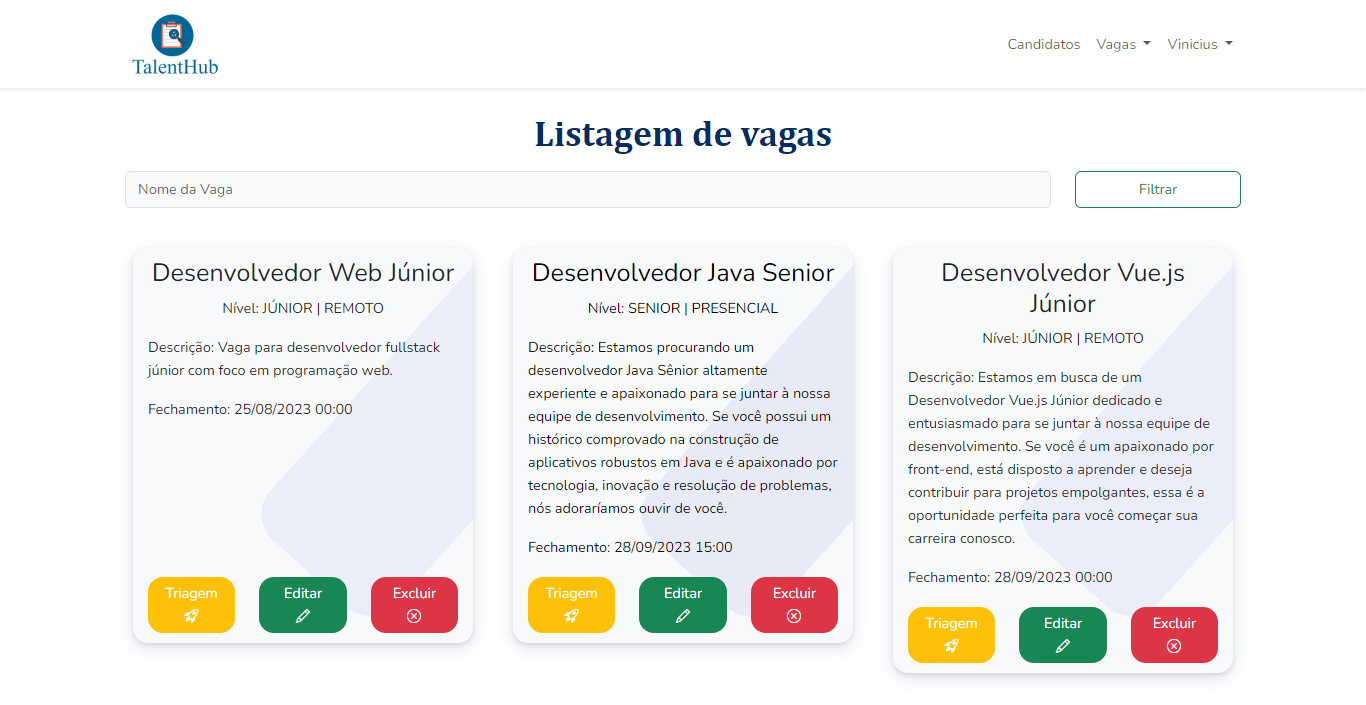 TalentHub
Candidatos
Vagas
Vinicius
Listagem de vagas
Nome da Vaga
Filtrar
Desenvolvedor Web Júnior
Nível: JÚNIOR | REMOTO
Descrição: Vaga para desenvolvedor fullstack
júnior com foco em programação web.
Fechamento: 25/08/2023 00:00
Triagem
Editar
Excluir
Desenvolvedor Java Senior
Nível: SENIOR | PRESENCIAL
Descrição: Estamos procurando um
desenvolvedor Java Sênior altamente
experiente e apaixonado para se juntar à nossa
equipe de desenvolvimento. Se você possui um
histórico comprovado na construção de
aplicativos robustos em Java e é apaixonado por
tecnologia, inovação e resolução de problemas,
nós adoraríamos ouvir de você.
Fechamento: 28/09/2023 15:00
Triagem
Editar
Excluir
Desenvolvedor Vue.js
Júnior
Nível: JÚNIOR | REMOTO
Descrição: Estamos em busca de um
Desenvolvedor Vue.js Júnior dedicado e
entusiasmado para se juntar à nossa equipe de
desenvolvimento. Se você é um apaixonado por
front-end, está disposto a aprender e deseja
contribuir para projetos empolgantes, essa é a
oportunidade perfeita para você começar sua
carreira conosco.
Fechamento: 28/09/2023 00:00
Triagem
Editar
Excluir